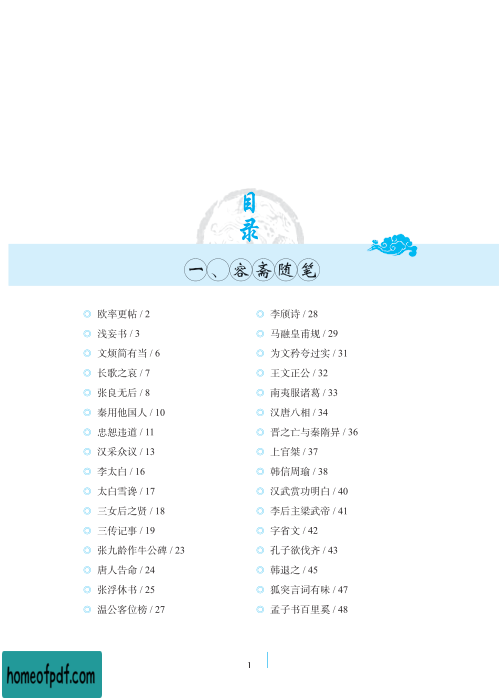 目
录
一、容斋随笔
欧率更帖 / 2
浅妄书 / 3
文烦简有当 / 6
长歌之哀 / 7
张良无后 / 8
秦用他国人 / 10
忠恕违道 / 11
汉采众议 / 13
李太白 / 16
太白雪谗 / 17
三女后之贤 / 18
三传记事 / 19
张九龄作牛公碑 / 23
唐人告命 / 24
张浮休书 / 25
温公客位榜 / 27
李颀诗 / 28
马融皇甫规 / 29
为文矜夸过实 / 31
王文正公 / 32
南夷服诸葛 / 33
汉唐八相 / 34
晋之亡与秦隋异 / 36
上官桀 / 37
韩信周瑜 / 38
汉武赏功明白 / 40
李后主梁武帝 / 41
字省文 / 42
孔子欲伐齐 / 43
韩退之 / 45
狐突言词有味 / 47
孟子书百里奚 / 48
1
homeofpdf.com